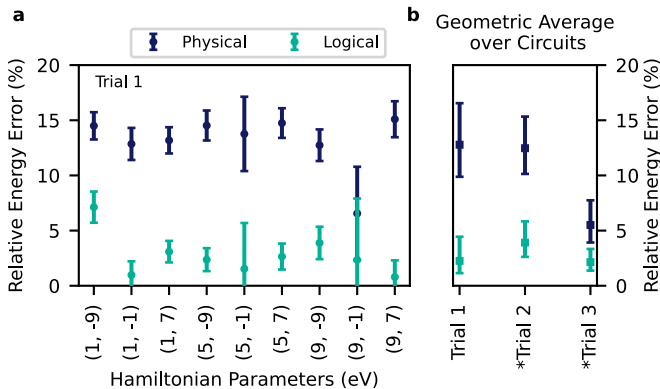 a
Physical
Logical
b
Geometric Average
over Circuits
Trial 1
Relative Energy Error (%)
20
15
10
5
0
(1, -9)
(1, -1)
(1, 7)
(5, -9)
(5, -1)
(5, 7)
(9, -9)
(9, -1)
(9, 7)
Hamiltonian Parameters (eV)
Trial 1
*Trial 2
*Trial 3
20
15
10
5
0
Relative Energy Error (%)